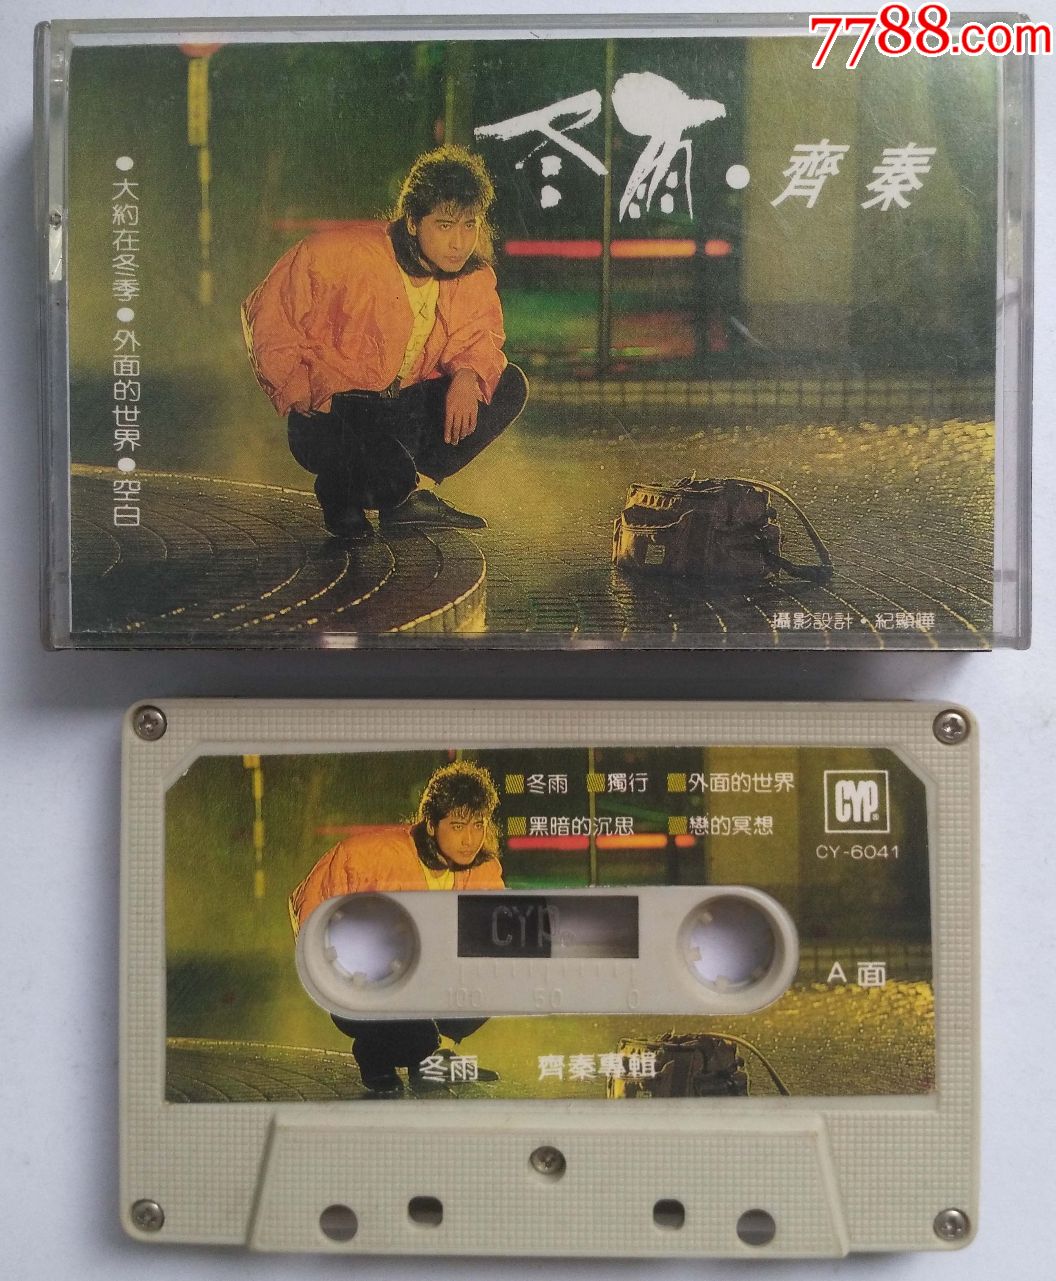 7788.com
冬雨・齊秦
●大約在冬季●外面的世界●空白
攝影設計・紀顯曄
冬雨 獨行 外面的世界
黑暗的沉思 戀的冥想
CYP®
CY-6041
CYP®
100 50 0
A 面
冬雨 齊秦專輯